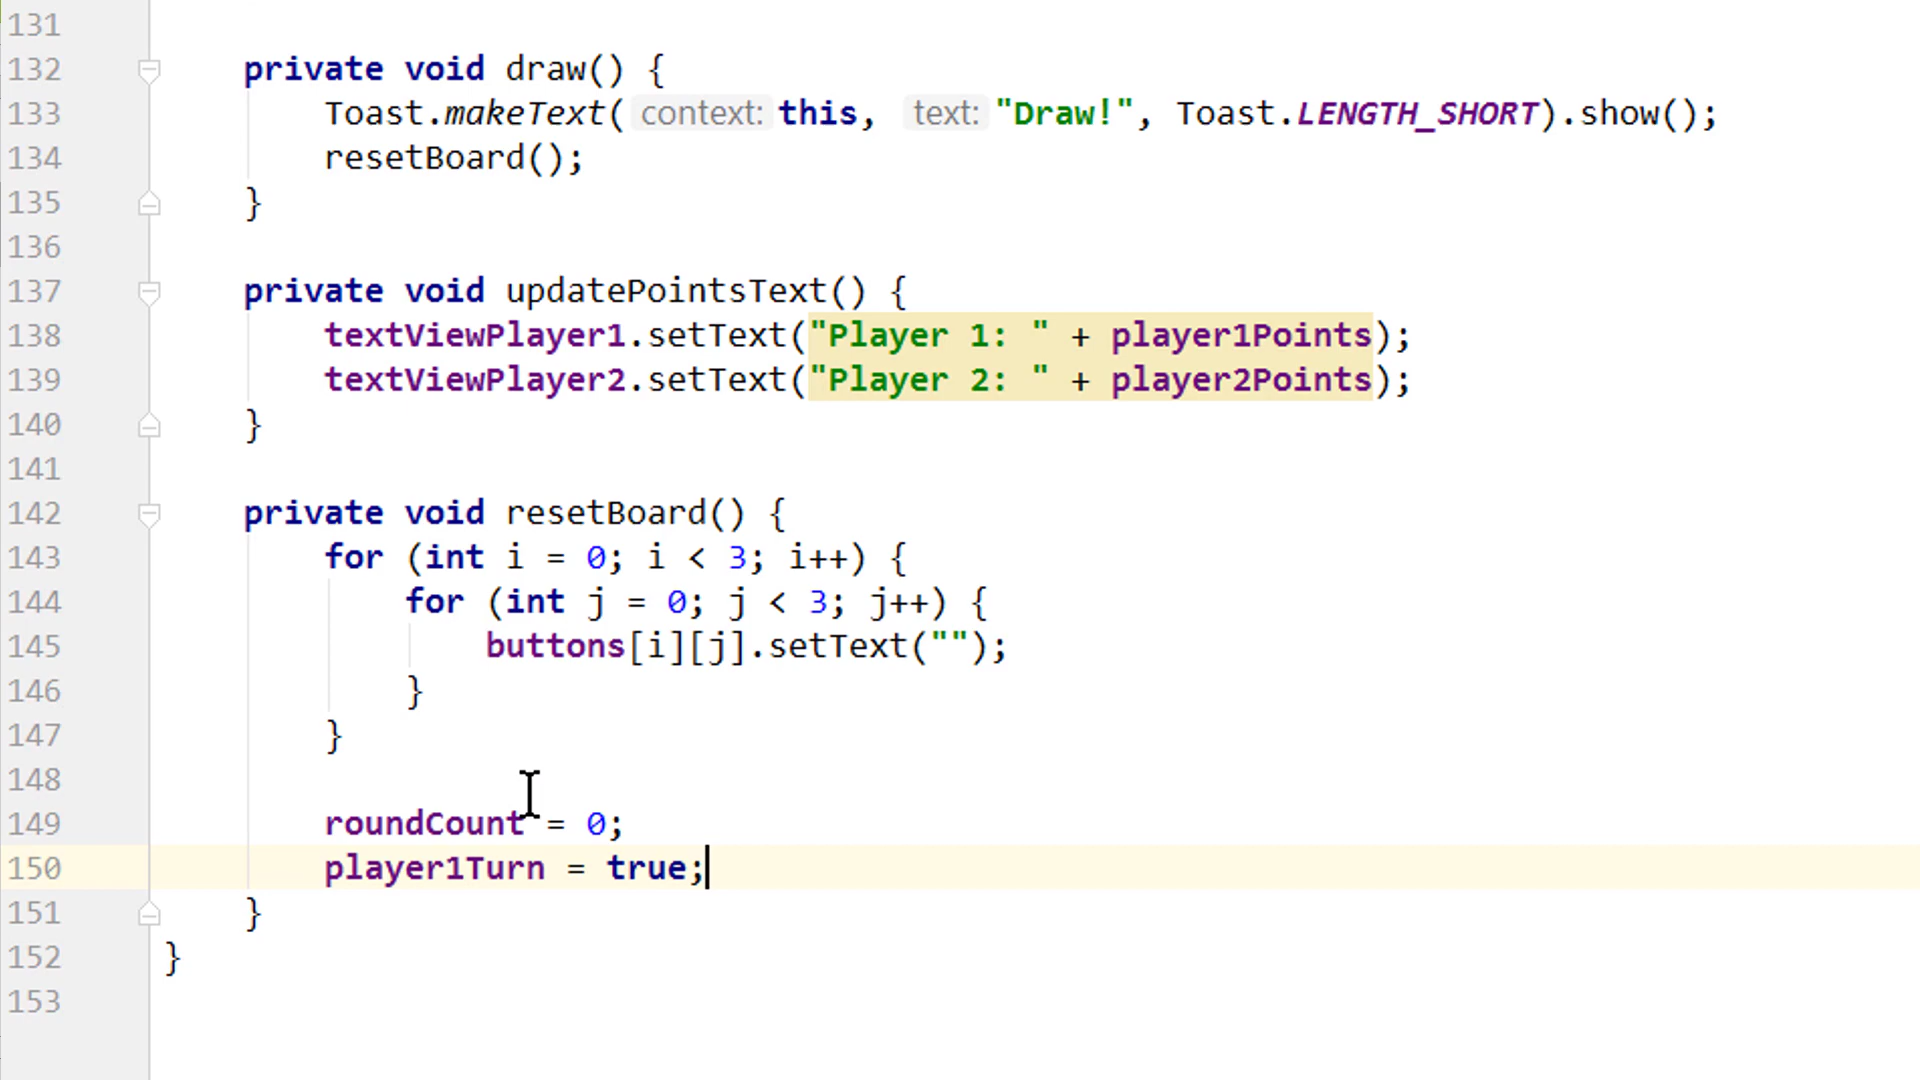 131
132 private void draw() {
133 Toast.makeText( context: this, text: "Draw!", Toast.LENGTH_SHORT).show();
134 resetBoard();
135 }
136
137 private void updatePointsText() {
138 textViewPlayer1.setText("Player 1: " + player1Points);
139 textViewPlayer2.setText("Player 2: " + player2Points);
140 }
141
142 private void resetBoard() {
143 for (int i = 0; i < 3; i++) {
144 for (int j = 0; j < 3; j++) {
145 buttons[i][j].setText("");
146 }
147 }
148
149 roundCount = 0;
150 player1Turn = true;
151 }
152 }
153